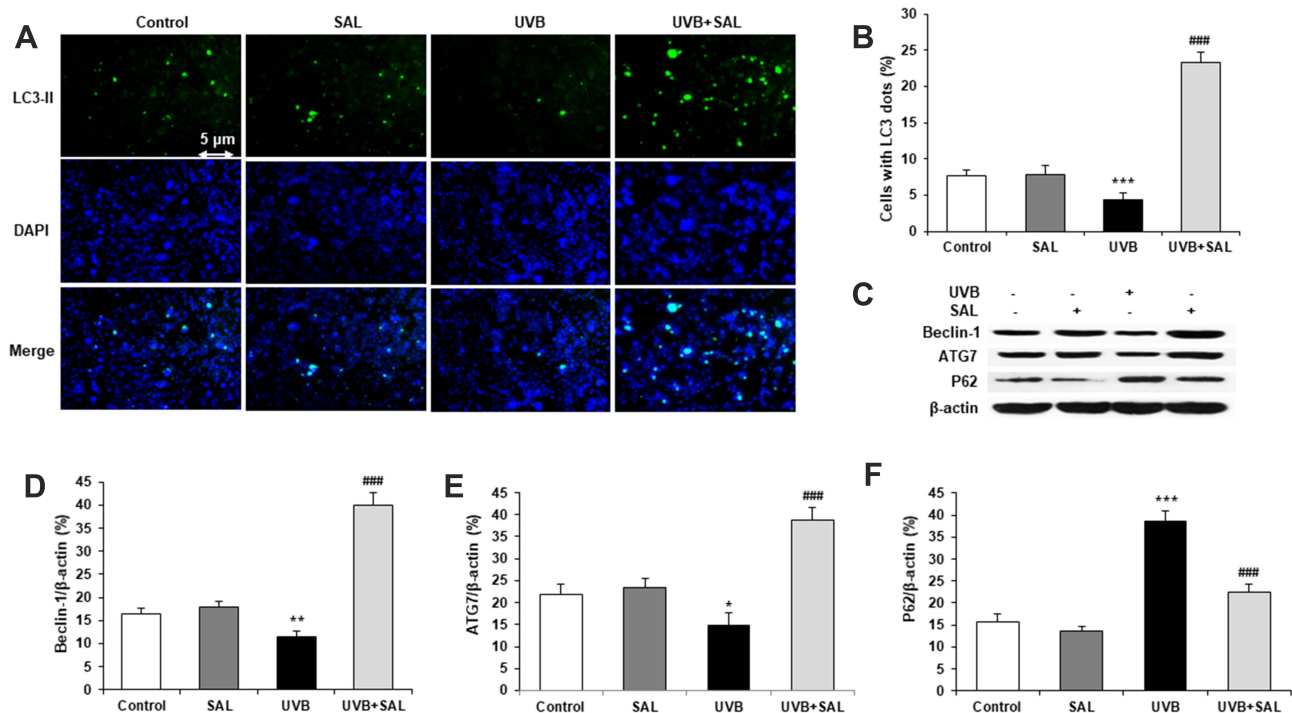 A
Control SAL UVB UVB+SAL
LC3-II
5 µm
DAPI
Merge
B
Cells with LC3 dots (%)
30
25
20
15
10
5
0
***
###
Control SAL UVB UVB+SAL
C
UVB - - + -
SAL - + - +
Beclin-1
ATG7
P62
β-actin
D
Beclin-1/β-actin (%)
45
40
35
30
25
20
15
10
5
0
**
###
Control SAL UVB UVB+SAL
E
ATG7/β-actin (%)
45
40
35
30
25
20
15
10
5
0
*
###
Control SAL UVB UVB+SAL
F
P62/β-actin (%)
45
40
35
30
25
20
15
10
5
0
***
###
Control SAL UVB UVB+SAL